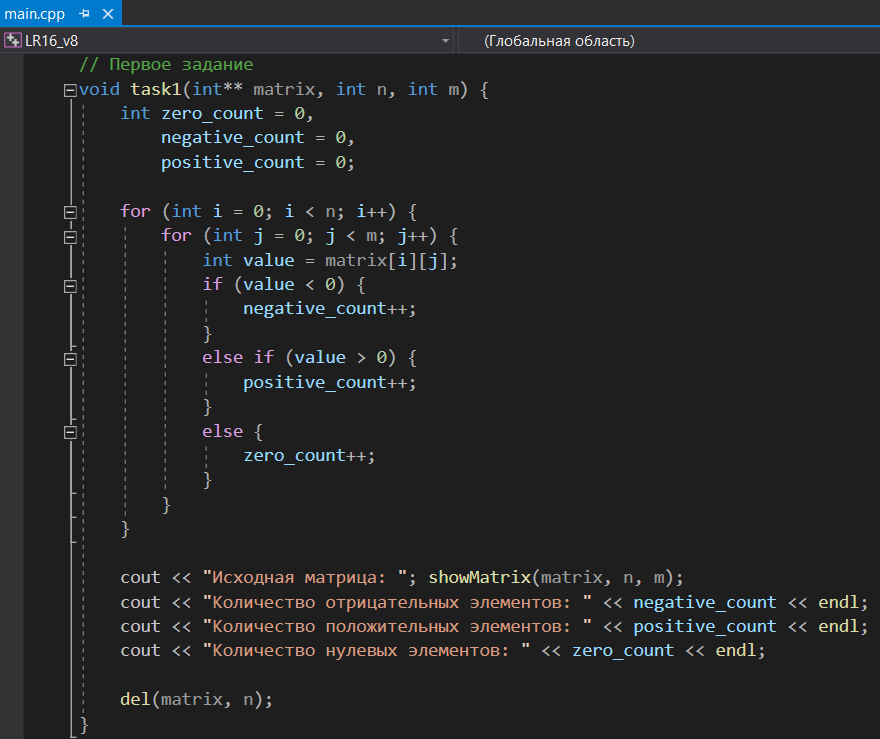 main.cpp
LR16_v8 (Глобальная область)
// Первое задание
void task1(int** matrix, int n, int m) {
    int zero_count = 0,
        negative_count = 0,
        positive_count = 0;
    for (int i = 0; i < n; i++) {
        for (int j = 0; j < m; j++) {
            int value = matrix[i][j];
            if (value < 0) {
                negative_count++;
            }
            else if (value > 0) {
                positive_count++;
            }
            else {
                zero_count++;
            }
        }
    }
    cout << "Исходная матрица: "; showMatrix(matrix, n, m);
    cout << "Количество отрицательных элементов: " << negative_count << endl;
    cout << "Количество положительных элементов: " << positive_count << endl;
    cout << "Количество нулевых элементов: " << zero_count << endl;
    del(matrix, n);
}